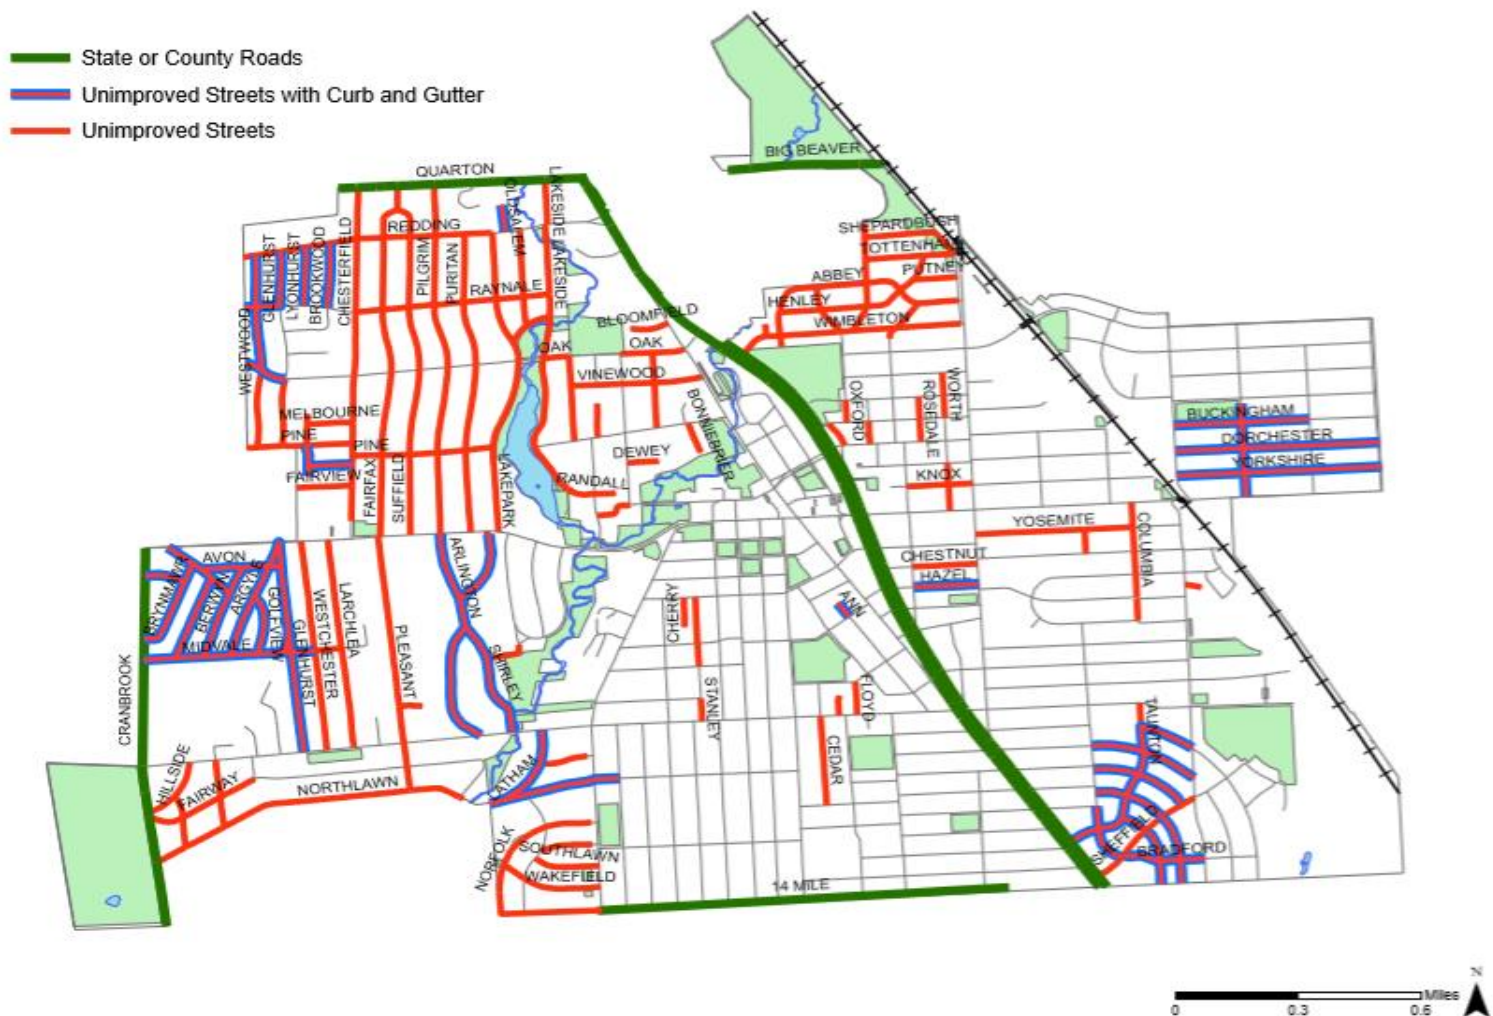 State or County Roads
Unimproved Streets with Curb and Gutter
Unimproved Streets
QUARTON
BIG BEAVER
LAKESIDE
LAKESIDE
OLD SALEM
REDDING
SHEPARDBUSH
TOTTENHAM
PUTNEY
ABBEY
HENLEY
WIMBLETON
GLENHURST
LYONHURST
BROOKWOOD
CHESTERFIELD
PILGRIM
PURITAN
RAYNALE
LAKESIDE
BLOOMFIELD
OAK
OAK
VINEWOOD
WESTWOOD
MELBOURNE
PINE
PINE
FAIRVIEW
FAIRFAX
SUFFIELD
LAKEPARK
DEWEY
RANDALL
BONNIEBRIER
OXFORD
ROSEDALE
WORTH
KNOX
BUCKINGHAM
DORCHESTER
YORKSHIRE
YOSEMITE
COLUMBIA
CHESTNUT
HAZEL
ANN
CHERRY
STANLEY
FLOYD
CEDAR
AVON
BRYNMAWR
BERWYN
ARGYLE
GOLFVIEW
MIDVALE
GLENHURST
WESTCHESTER
LARCHLEA
PLEASANT
ARLINGTON
SHIRLEY
CRANBROOK
HILLSIDE
FAIRWAY
NORTHLAWN
LATHAM
NORFOLK
SOUTHLAWN
WAKEFIELD
14 MILE
TAUNTON
SHEFFIELD
BRADFORD
N
Miles
0 0.3 0.6